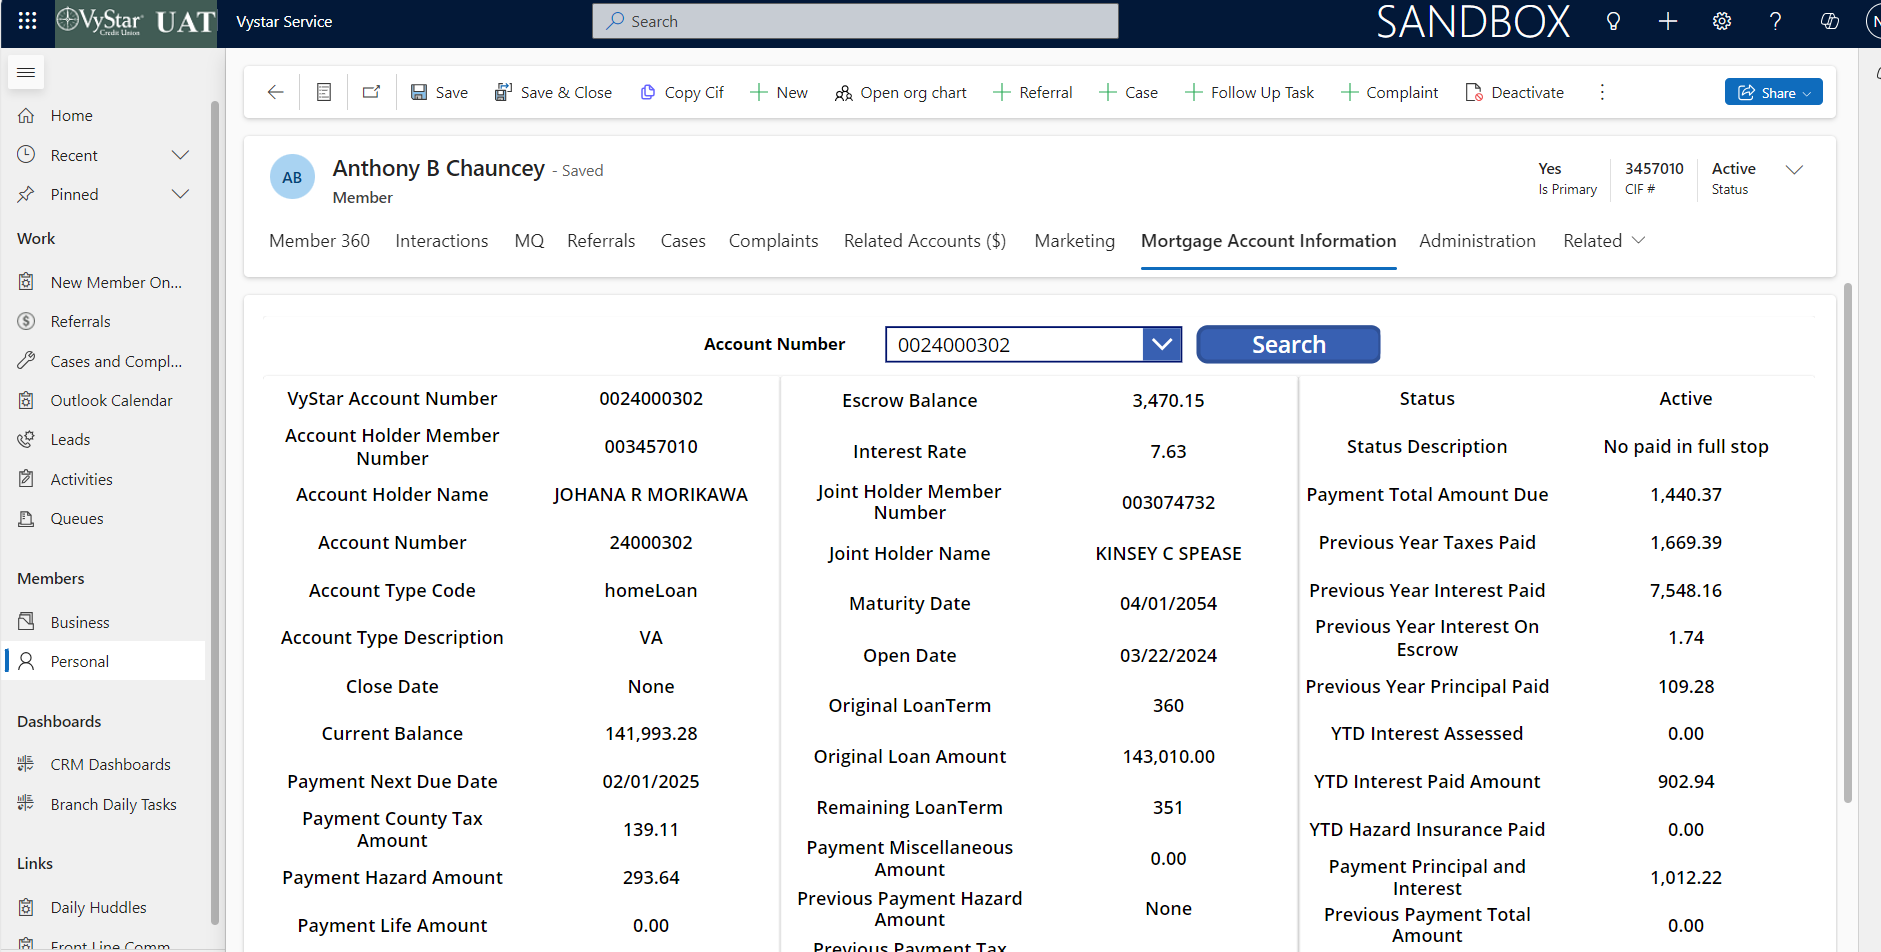 VyStar
Credit Union
UAT
Vystar Service
Search
SANDBOX
Home
Recent
Pinned
Work
New Member On...
Referrals
Cases and Compl...
Outlook Calendar
Leads
Activities
Queues
Members
Business
Personal
Dashboards
CRM Dashboards
Branch Daily Tasks
Links
Daily Huddles
Front Line Comm
Save
Save & Close
Copy Cif
New
Open org chart
Referral
Case
Follow Up Task
Complaint
Deactivate
Share
AB
Anthony B Chauncey - Saved
Member
Yes
Is Primary
3457010
CIF #
Active
Status
Member 360
Interactions
MQ
Referrals
Cases
Complaints
Related Accounts ($)
Marketing
Mortgage Account Information
Administration
Related
Account Number
0024000302
Search
VyStar Account Number
0024000302
Account Holder Member
Number
003457010
Account Holder Name
JOHANA R MORIKAWA
Account Number
24000302
Account Type Code
homeLoan
Account Type Description
VA
Close Date
None
Current Balance
141,993.28
Payment Next Due Date
02/01/2025
Payment County Tax
Amount
139.11
Payment Hazard Amount
293.64
Payment Life Amount
0.00
Escrow Balance
3,470.15
Interest Rate
7.63
Joint Holder Member
Number
003074732
Joint Holder Name
KINSEY C SPEASE
Maturity Date
04/01/2054
Open Date
03/22/2024
Original LoanTerm
360
Original Loan Amount
143,010.00
Remaining LoanTerm
351
Payment Miscellaneous
Amount
0.00
Previous Payment Hazard
Amount
None
Previous Payment Tax
Status
Active
Status Description
No paid in full stop
Payment Total Amount Due
1,440.37
Previous Year Taxes Paid
1,669.39
Previous Year Interest Paid
7,548.16
Previous Year Interest On
Escrow
1.74
Previous Year Principal Paid
109.28
YTD Interest Assessed
0.00
YTD Interest Paid Amount
902.94
YTD Hazard Insurance Paid
0.00
Payment Principal and
Interest
1,012.22
Previous Payment Total
Amount
0.00